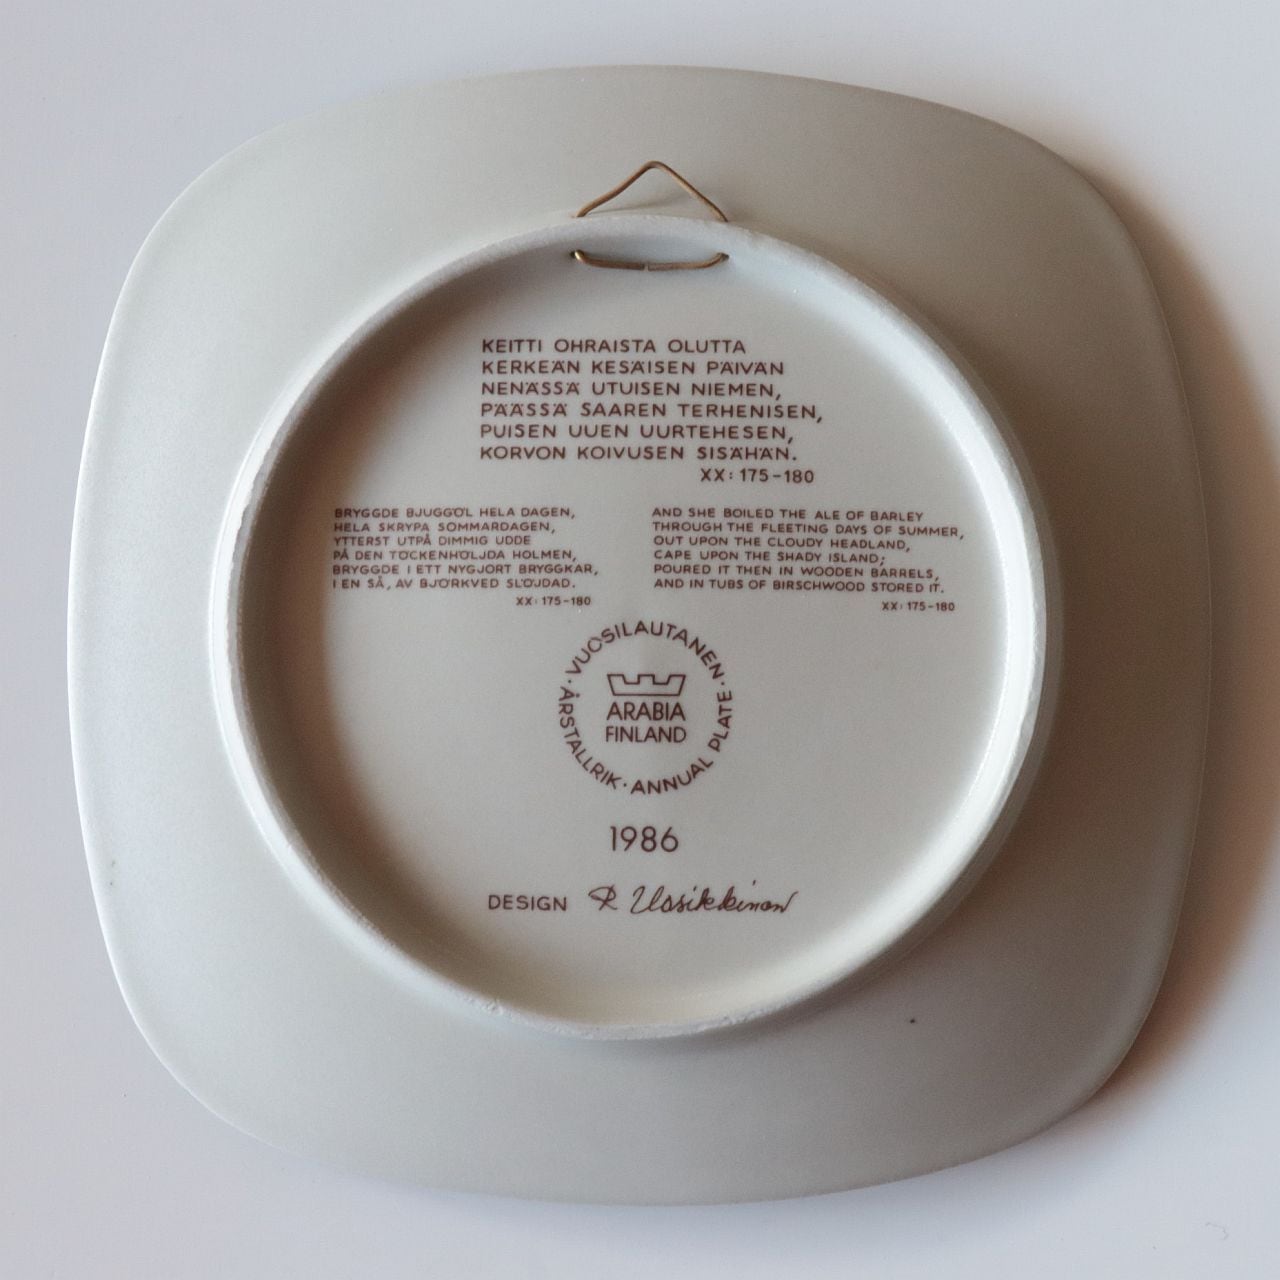 KEITTI OHRAISTA OLUTTA
KERKEÄN KESÄISEN PÄIVÄN
NENÄSSÄ UTUISEN NIEMEN,
PÄÄSSÄ SAAREN TERHENISEN,
PUISEN UUEN UURTEHESEN,
KORVON KOIVUSEN SISÄHÄN.
XX: 175-180
BRYGGDE BJUGGÖL HELA DAGEN,
HELA SKRYPA SOMMARDAGEN,
YTTERST UTPÅ DIMMIG UDDE
PÅ DEN TÖCKENHÖLJDA HOLMEN,
BRYGGDE I ETT NYGJORT BRYGGKAR,
I EN SÅ, AV BJÖRKVED SLÖJDAD.
XX: 175-180
AND SHE BOILED THE ALE OF BARLEY
THROUGH THE FLEETING DAYS OF SUMMER,
OUT UPON THE CLOUDY HEADLAND,
CAPE UPON THE SHADY ISLAND;
POURED IT THEN IN WOODEN BARRELS,
AND IN TUBS OF BIRSCHWOOD STORED IT.
XX: 175-180
· VUOSILAUTANEN · ANNUAL PLATE · ÅRSTALLRIK
ARABIA
FINLAND
1986
DESIGN R Uosikkinen